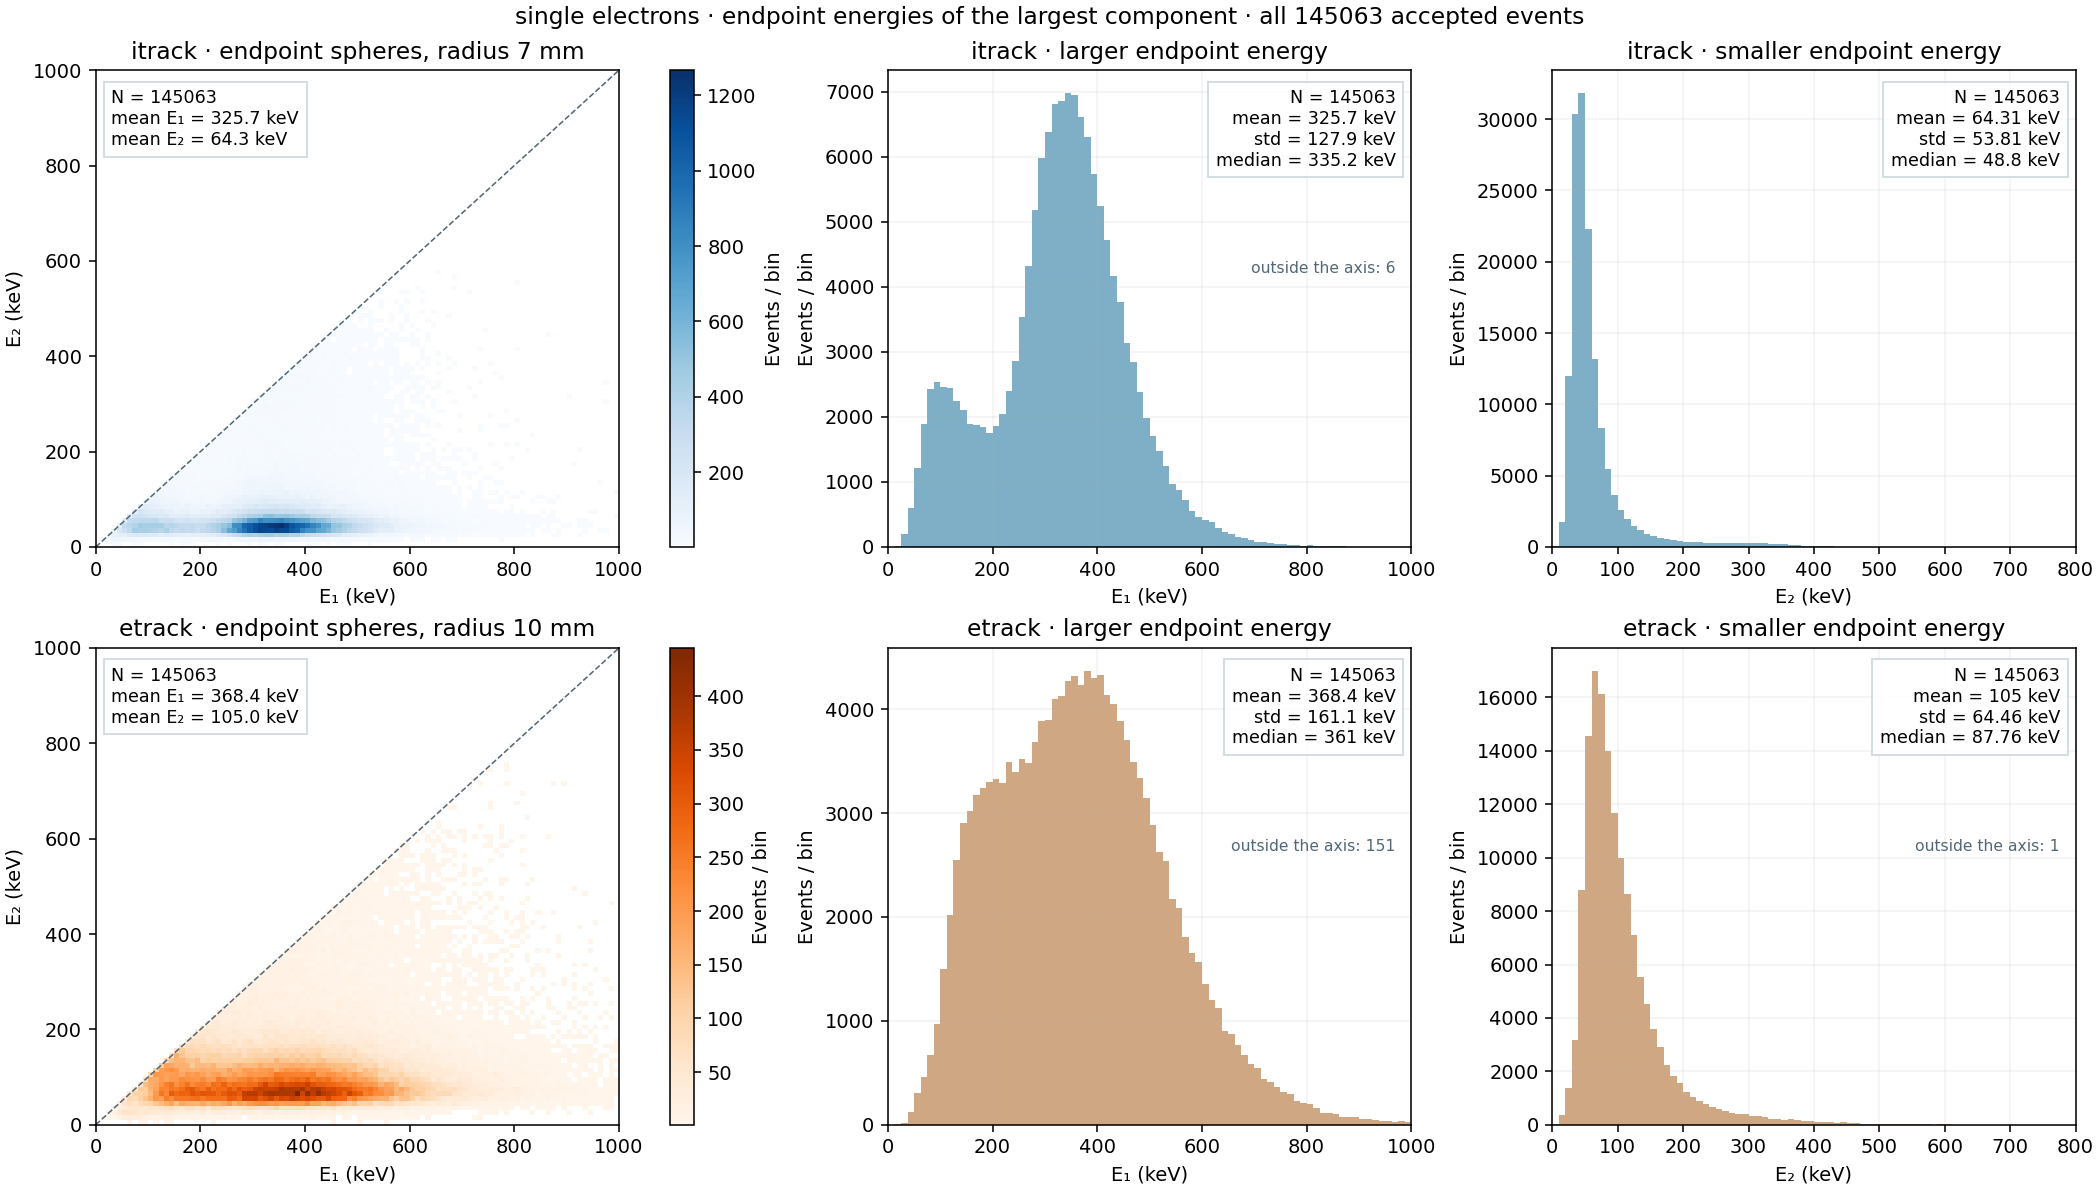 single electrons · endpoint energies of the largest component · all 145063 accepted events
itrack · endpoint spheres, radius 7 mm
N = 145063
mean E₁ = 325.7 keV
mean E₂ = 64.3 keV
1000
800
600
400
200
0
E₂ (keV)
0 200 400 600 800 1000
E₁ (keV)
1200
1000
800
600
400
200
Events / bin
itrack · larger endpoint energy
N = 145063
mean = 325.7 keV
std = 127.9 keV
median = 335.2 keV
outside the axis: 6
7000
6000
5000
4000
3000
2000
1000
0
Events / bin
0 200 400 600 800 1000
E₁ (keV)
itrack · smaller endpoint energy
N = 145063
mean = 64.31 keV
std = 53.81 keV
median = 48.8 keV
30000
25000
20000
15000
10000
5000
0
Events / bin
0 100 200 300 400 500 600 700 800
E₂ (keV)
etrack · endpoint spheres, radius 10 mm
N = 145063
mean E₁ = 368.4 keV
mean E₂ = 105.0 keV
1000
800
600
400
200
0
E₂ (keV)
0 200 400 600 800 1000
E₁ (keV)
400
350
300
250
200
150
100
50
Events / bin
etrack · larger endpoint energy
N = 145063
mean = 368.4 keV
std = 161.1 keV
median = 361 keV
outside the axis: 151
4000
3000
2000
1000
0
Events / bin
0 200 400 600 800 1000
E₁ (keV)
etrack · smaller endpoint energy
N = 145063
mean = 105 keV
std = 64.46 keV
median = 87.76 keV
outside the axis: 1
16000
14000
12000
10000
8000
6000
4000
2000
0
Events / bin
0 100 200 300 400 500 600 700 800
E₂ (keV)